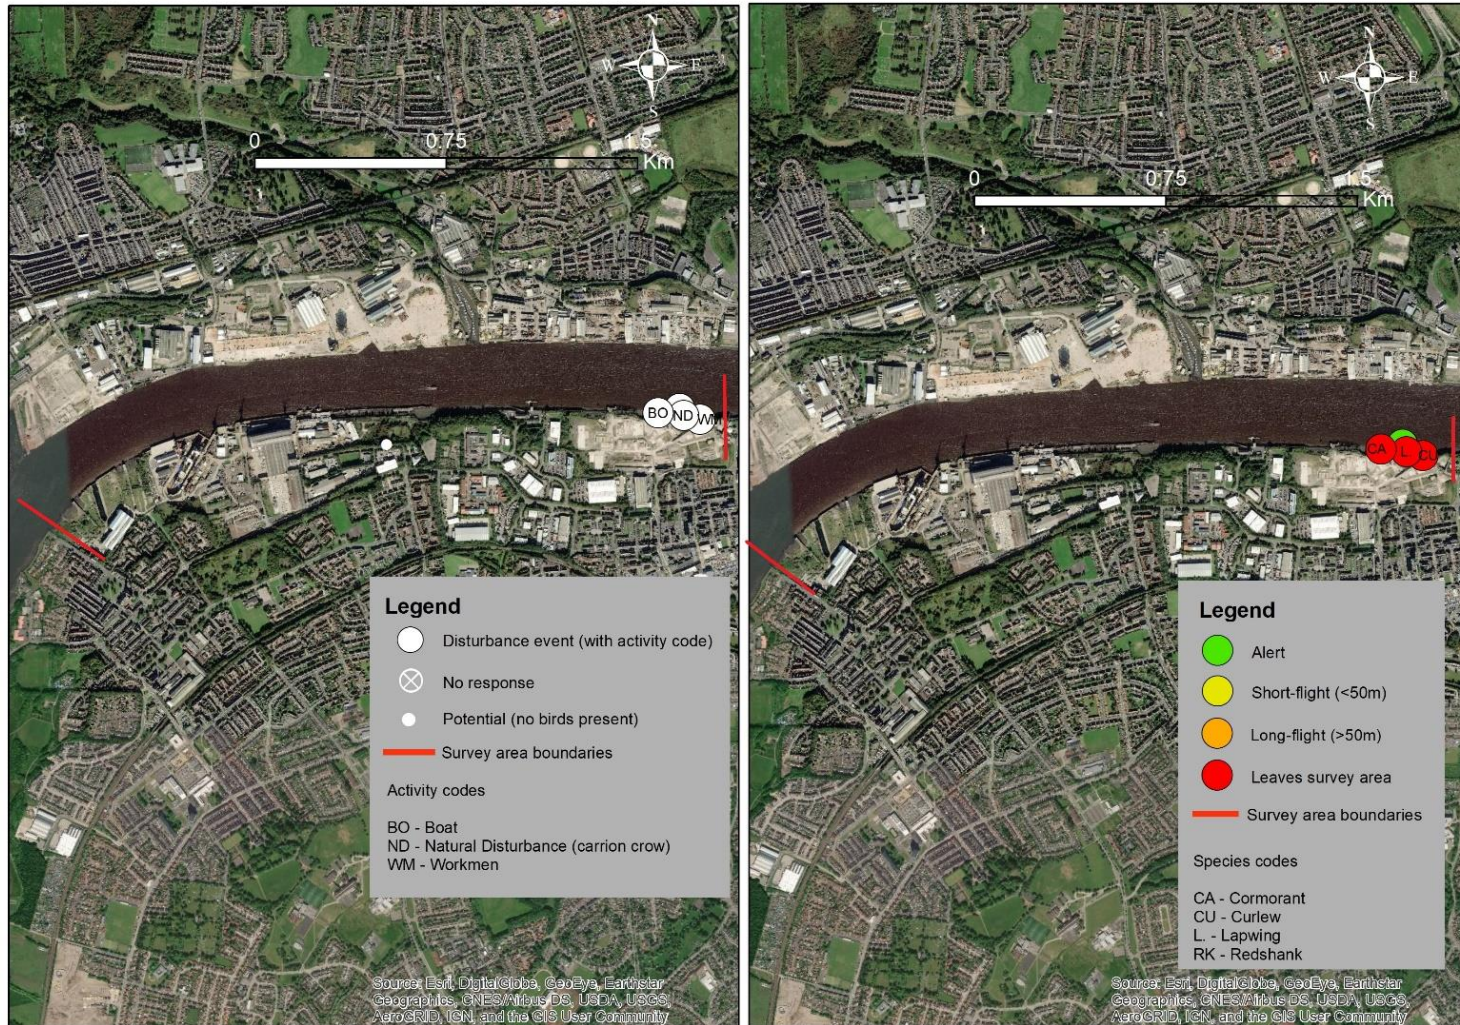 N
W E
S
0 0.75 1.5
Km
BO ND WM
Legend
Disturbance event (with activity code)
No response
Potential (no birds present)
Survey area boundaries
Activity codes
BO - Boat
ND - Natural Disturbance (carrion crow)
WM - Workmen
Source: Esri, DigitalGlobe, GeoEye, Earthstar
Geographics, CNES/Airbus DS, USDA, USGS,
AeroGRID, IGN, and the GIS User Community
N
W E
S
0 0.75 1.5
Km
CA L. CU
Legend
Alert
Short-flight (<50m)
Long-flight (>50m)
Leaves survey area
Survey area boundaries
Species codes
CA - Cormorant
CU - Curlew
L. - Lapwing
RK - Redshank
Source: Esri, DigitalGlobe, GeoEye, Earthstar
Geographics, CNES/Airbus DS, USDA, USGS,
AeroGRID, IGN, and the GIS User Community